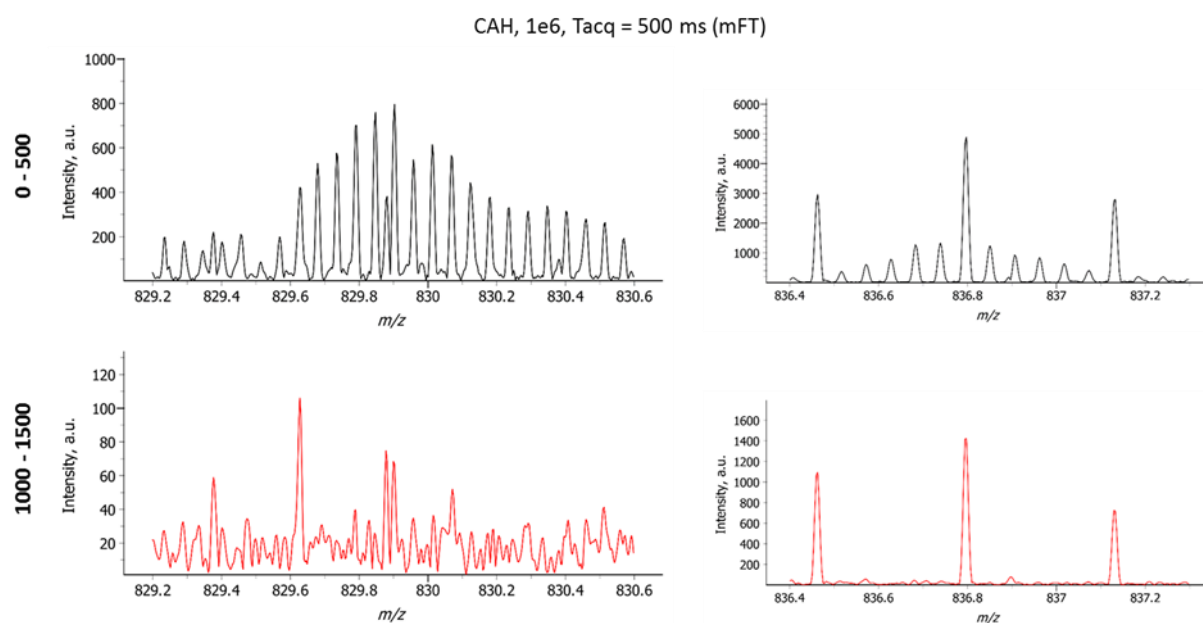 CAH, 1e6, Tacq = 500 ms (mFT)
0 - 500
Intensity, a.u.
1000
800
600
400
200
829.2 829.4 829.6 829.8 830 830.2 830.4 830.6
m/z
Intensity, a.u.
6000
5000
4000
3000
2000
1000
836.4 836.6 836.8 837 837.2
m/z
1000 - 1500
Intensity, a.u.
120
100
80
60
40
20
829.2 829.4 829.6 829.8 830 830.2 830.4 830.6
m/z
Intensity, a.u.
1600
1400
1200
1000
800
600
400
200
836.4 836.6 836.8 837 837.2
m/z